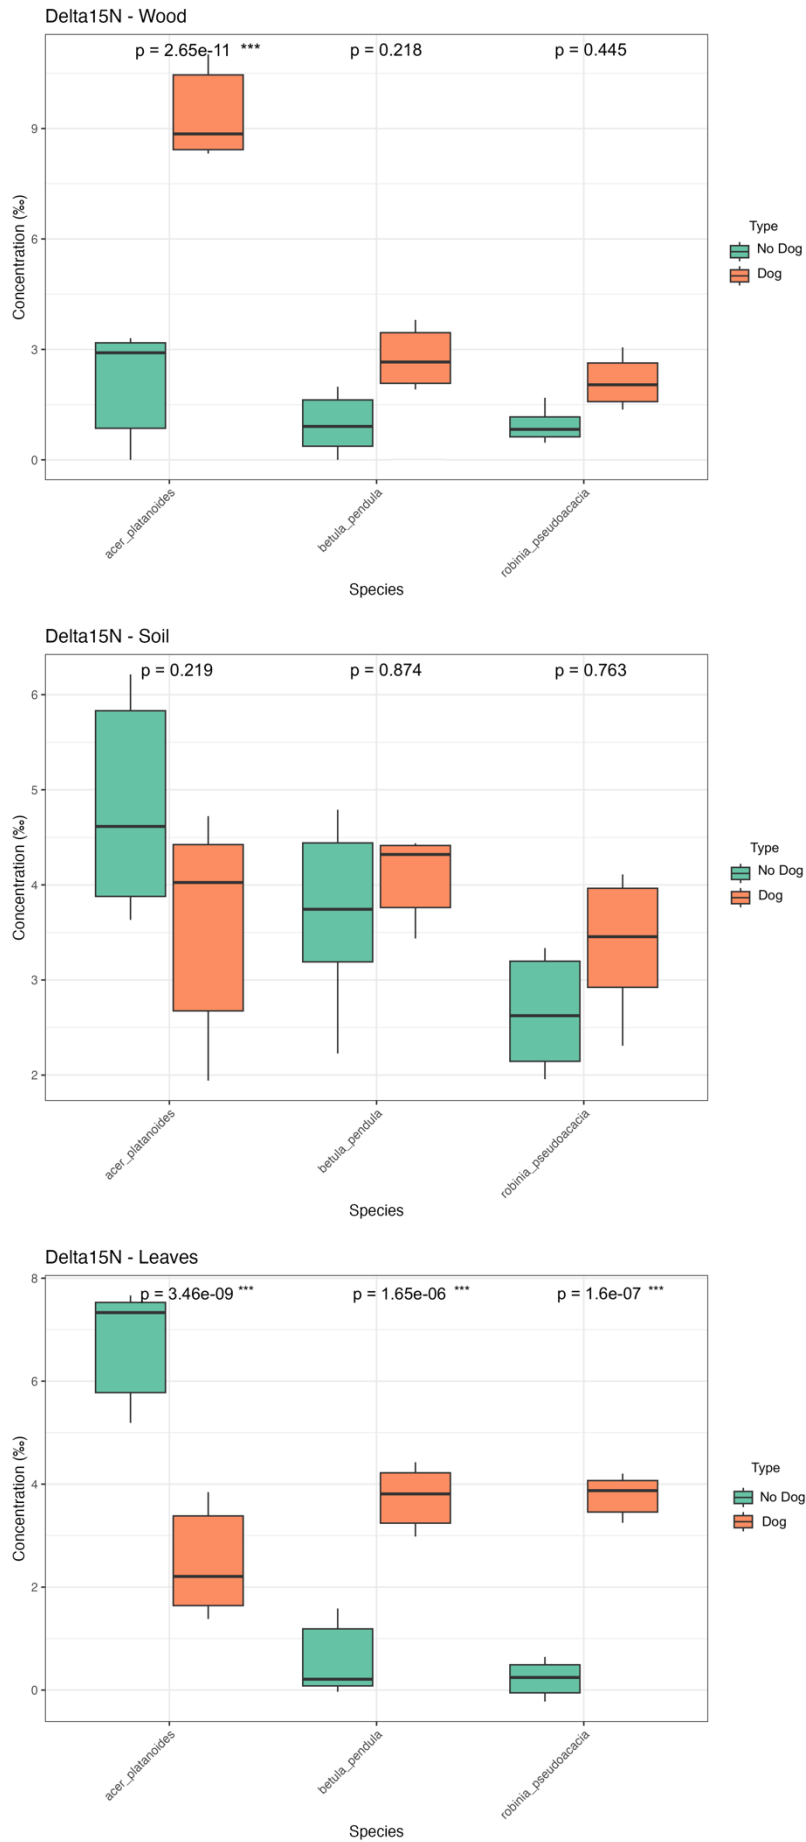 Delta15N - Wood
p = 2.65e-11 ***
p = 0.218
p = 0.445
9
6
3
0
Concentration (‰)
acer_platanoides
betula_pendula
robinia_pseudoacacia
Species
Type
No Dog
Dog
Delta15N - Soil
p = 0.219
p = 0.874
p = 0.763
6
5
4
3
2
Concentration (‰)
acer_platanoides
betula_pendula
robinia_pseudoacacia
Species
Type
No Dog
Dog
Delta15N - Leaves
p = 3.46e-09 ***
p = 1.65e-06 ***
p = 1.6e-07 ***
8
6
4
2
0
Concentration (‰)
acer_platanoides
betula_pendula
robinia_pseudoacacia
Species
Type
No Dog
Dog